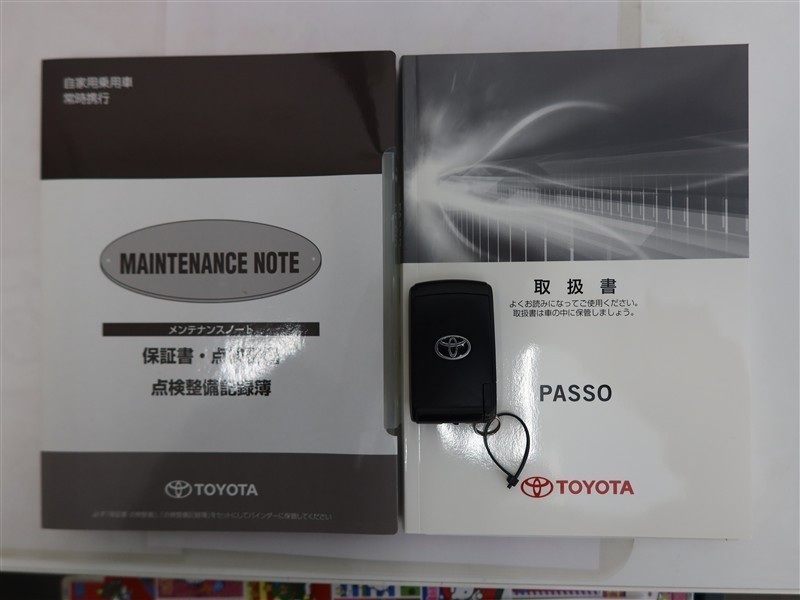 自家用乗用車
常時携行
MAINTENANCE NOTE
メンテナンスノート
保証書・点検
点検整備記録簿
TOYOTA
取扱書
よくお読みになってご使用ください。
取扱書は車の中に保管しましょう。
PASSO
TOYOTA